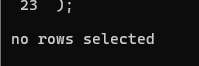 23  );
no rows selected